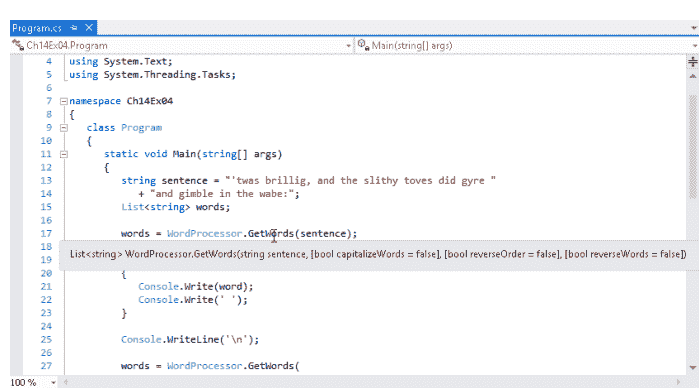 Program.cs
Ch14Ex04.Program Main(string[] args)
4 using System.Text;
5 using System.Threading.Tasks;
6
7 namespace Ch14Ex04
8 {
9 class Program
10 {
11 static void Main(string[] args)
12 {
13 string sentence = "'twas brillig, and the slithy toves did gyre "
14 + "and gimble in the wabe:";
15 List<string> words;
16
17 words = WordProcessor.GetWords(sentence);
18
List<string> WordProcessor.GetWords(string sentence, [bool capitalizeWords = false], [bool reverseOrder = false], [bool reverseWords = false])
19
20 {
21 Console.Write(word);
22 Console.Write(' ');
23 }
24
25 Console.WriteLine('\n');
26
27 words = WordProcessor.GetWords(
100 %